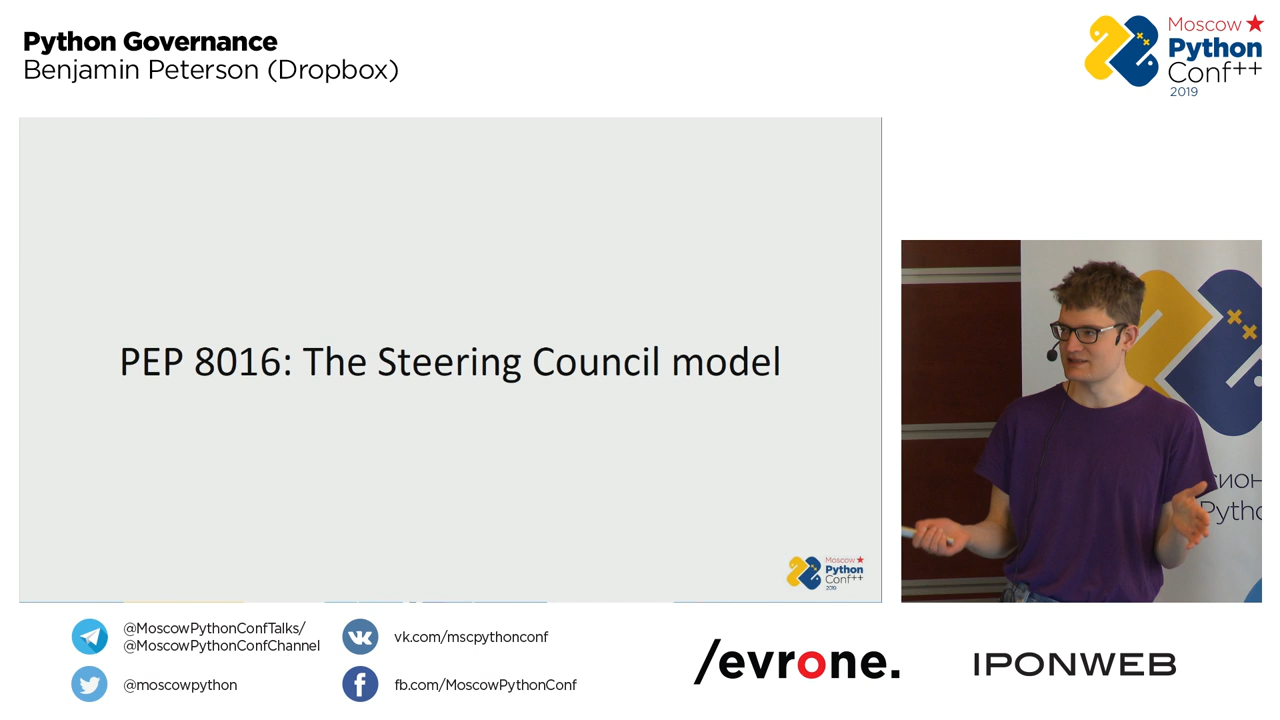 Python Governance
Benjamin Peterson (Dropbox)
Moscow
Python
Conf++
2019
PEP 8016: The Steering Council model
Moscow
Python
Conf++
2019
Pytho
@MoscowPythonConfTalks/
@MoscowPythonConfChannel
vk.com/mscpythonconf
@moscowpython
fb.com/MoscowPythonConf
/evrone.
IPONWEB